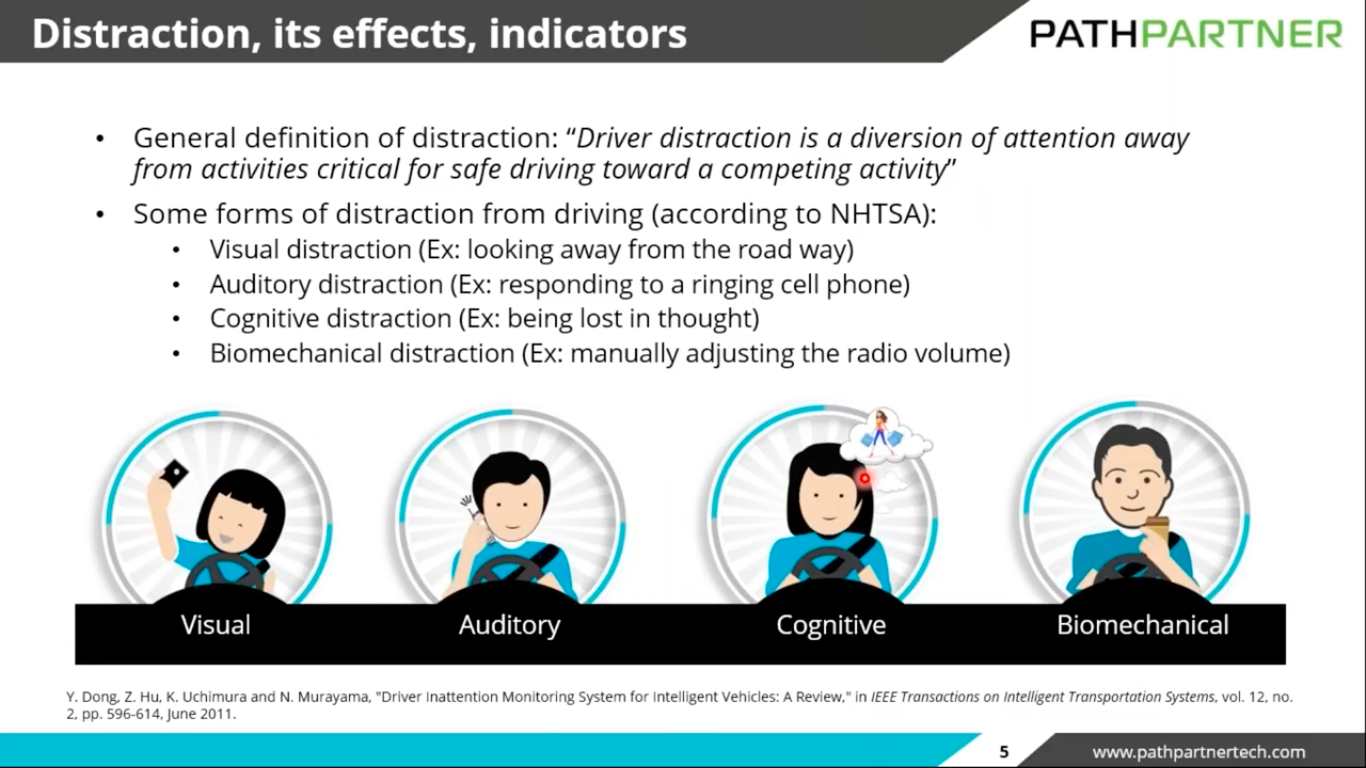 Distraction, its effects, indicators
PATHPARTNER
• General definition of distraction: “Driver distraction is a diversion of attention away
from activities critical for safe driving toward a competing activity”
• Some forms of distraction from driving (according to NHTSA):
• Visual distraction (Ex: looking away from the road way)
• Auditory distraction (Ex: responding to a ringing cell phone)
• Cognitive distraction (Ex: being lost in thought)
• Biomechanical distraction (Ex: manually adjusting the radio volume)
Visual
Auditory
Cognitive
Biomechanical
Y. Dong, Z. Hu, K. Uchimura and N. Murayama, "Driver Inattention Monitoring System for Intelligent Vehicles: A Review," in IEEE Transactions on Intelligent Transportation Systems, vol. 12, no.
2, pp. 596-614, June 2011.
5
www.pathpartnertech.com